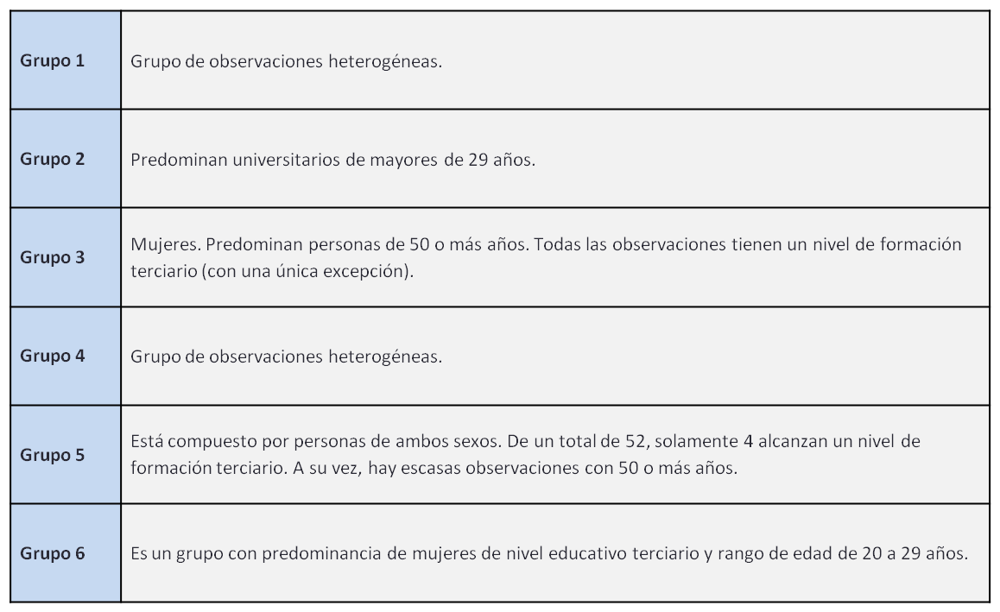 Grupo 1
Grupo de observaciones heterogéneas.
Grupo 2
Predominan universitarios de mayores de 29 años.
Grupo 3
Mujeres. Predominan personas de 50 o más años. Todas las observaciones tienen un nivel de formación
terciario (con una única excepción).
Grupo 4
Grupo de observaciones heterogéneas.
Grupo 5
Está compuesto por personas de ambos sexos. De un total de 52, solamente 4 alcanzan un nivel de
formación terciario. A su vez, hay escasas observaciones con 50 o más años.
Grupo 6
Es un grupo con predominancia de mujeres de nivel educativo terciario y rango de edad de 20 a 29 años.